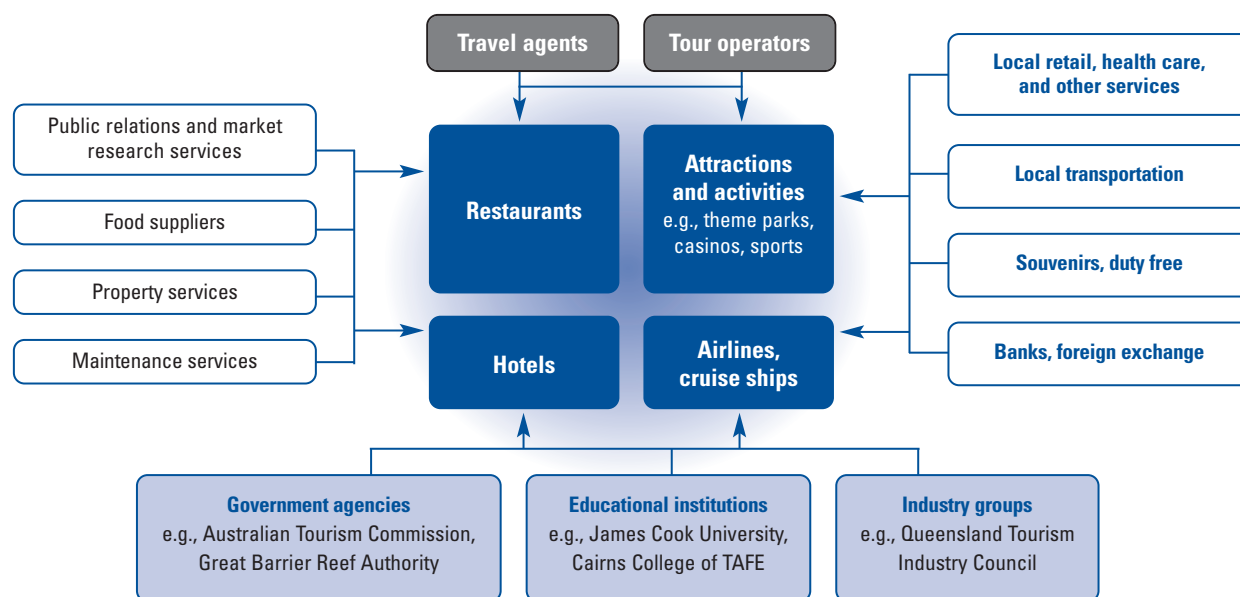 Travel agents
Tour operators
Public relations and market
research services
Food suppliers
Property services
Maintenance services
Restaurants
Attractions
and activities
e.g., theme parks,
casinos, sports
Hotels
Airlines,
cruise ships
Local retail, health care,
and other services
Local transportation
Souvenirs, duty free
Banks, foreign exchange
Government agencies
e.g., Australian Tourism Commission,
Great Barrier Reef Authority
Educational institutions
e.g., James Cook University,
Cairns College of TAFE
Industry groups
e.g., Queensland Tourism
Industry Council